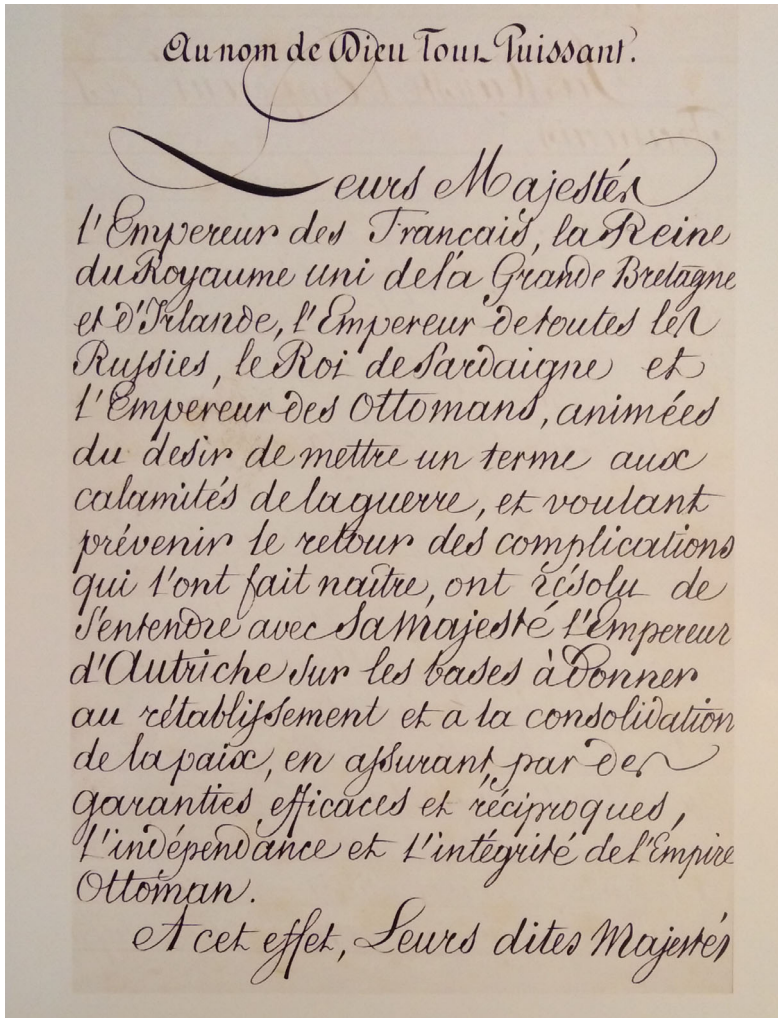 Au nom de Dieu Tout Puissant.
Leurs Majestés
l'Empereur des Français, la Reine
du Royaume uni de la Grande Bretagne
et d'Irlande, l'Empereur de toutes les
Russies, le Roi de Sardaigne et
l'Empereur des Ottomans, animées
du desir de mettre un terme aux
calamités de la guerre, et voulant
prévenir le retour des complications
qui l'ont fait naître, ont résolu de
s'entendre avec Sa Majesté l'Empereur
d'Autriche sur les bases à donner
au rétablissement et a la consolidation
de la paix, en assurant, par des
garanties efficaces et réciproques,
l'indépendance et l'intégrité de l'Empire
Ottoman.
A cet effet, Leurs dites Majestés